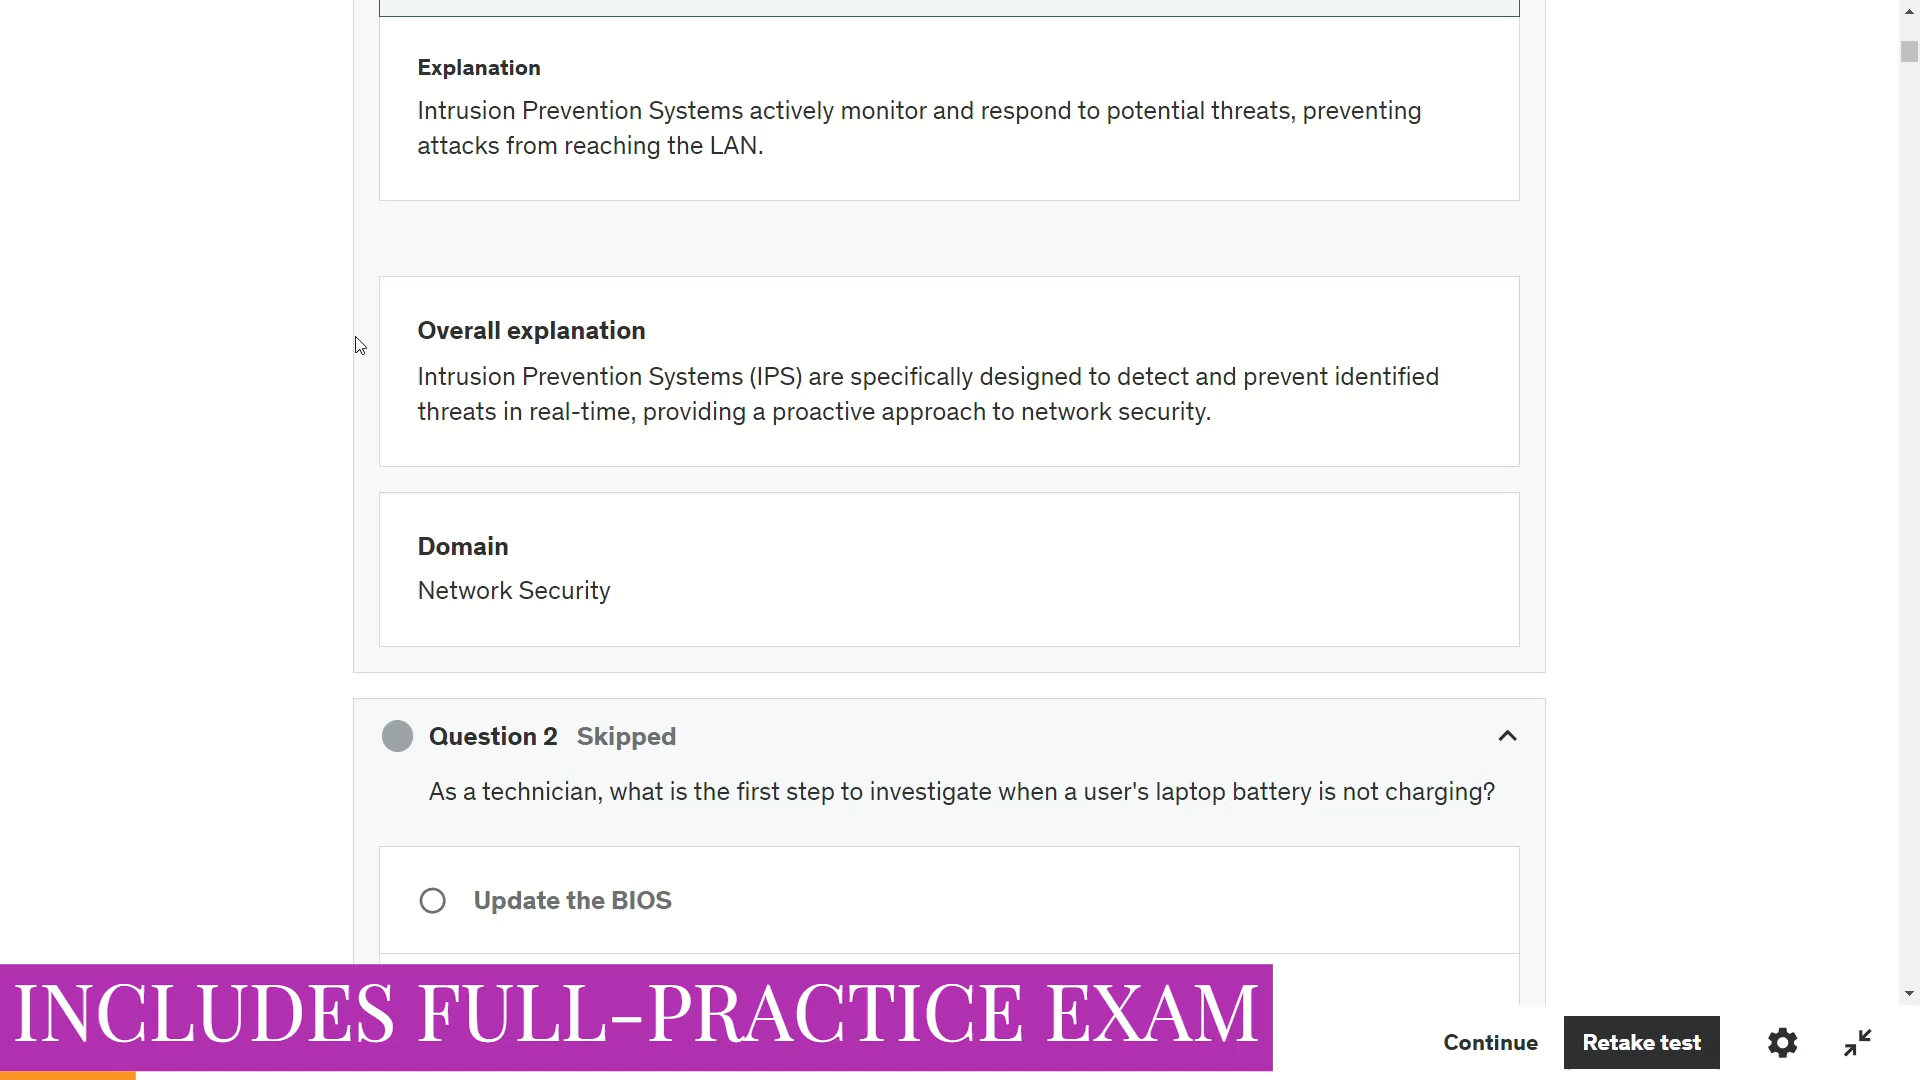 Explanation
Intrusion Prevention Systems actively monitor and respond to potential threats, preventing
attacks from reaching the LAN.
Overall explanation
Intrusion Prevention Systems (IPS) are specifically designed to detect and prevent identified
threats in real-time, providing a proactive approach to network security.
Domain
Network Security
Question 2 Skipped
As a technician, what is the first step to investigate when a user's laptop battery is not charging?
Update the BIOS
INCLUDES FULL-PRACTICE EXAM
Continue
Retake test